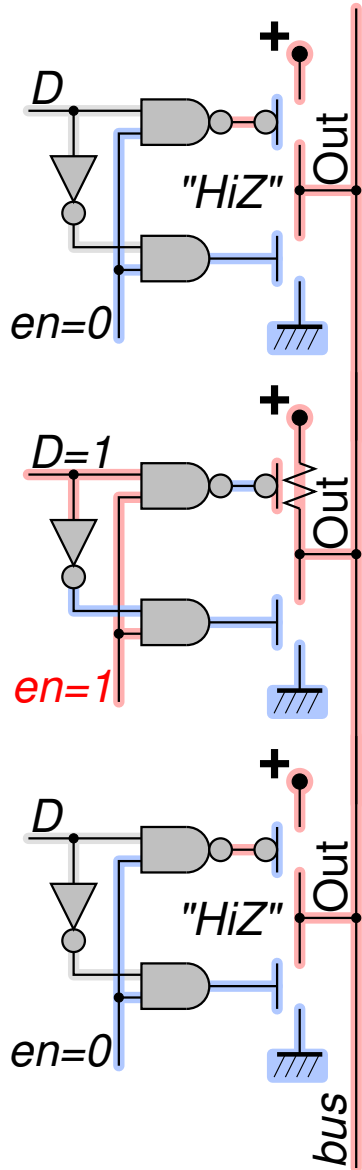 +
D
Out
"HiZ"
en=0
+
D=1
Out
en=1
+
D
Out
"HiZ"
en=0
bus